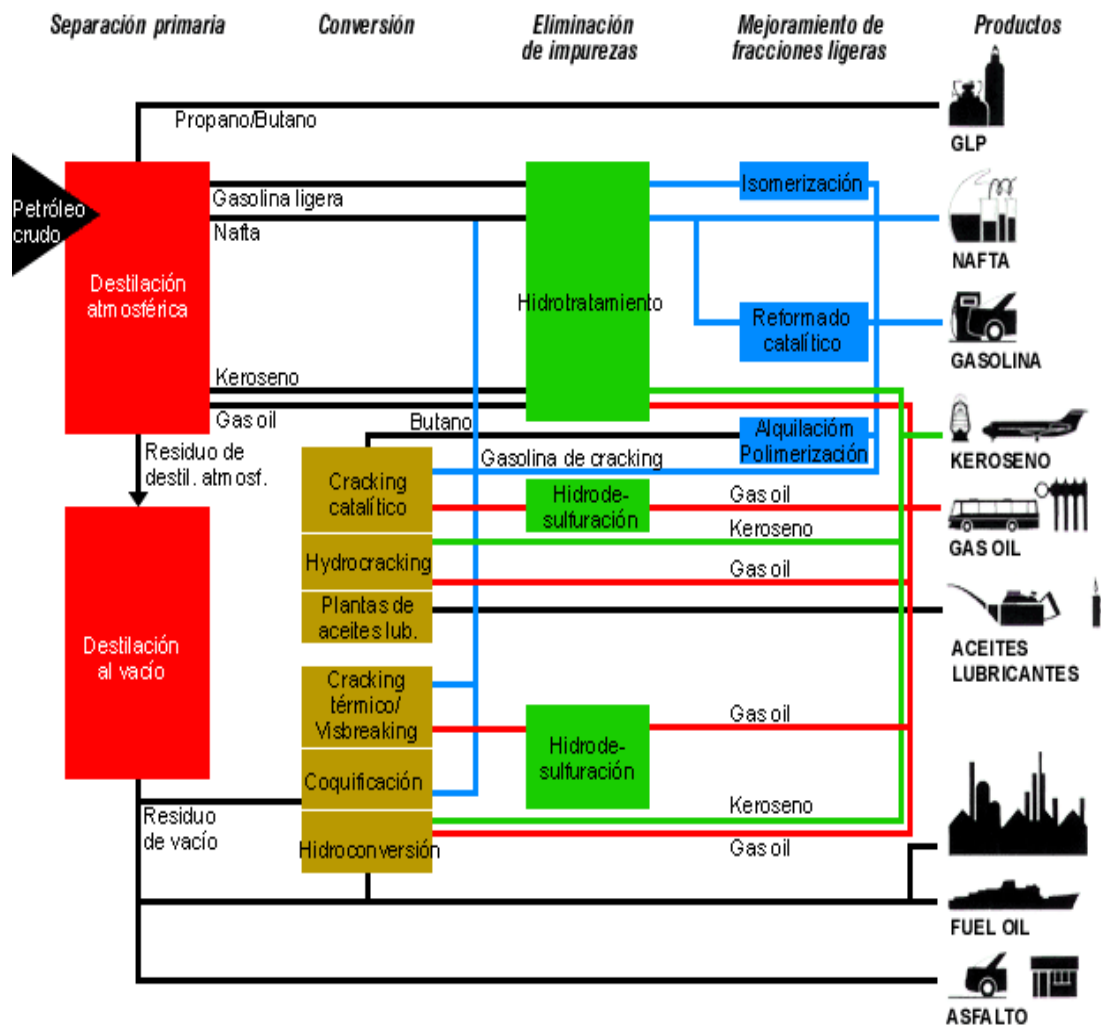 Separación primaria
Conversión
Eliminación
de impurezas
Mejoramiento de
fracciones ligeras
Productos
Propano/Butano
GLP
Petróleo
crudo
Gasolina ligera
Nafta
Isomerización
NAFTA
Destilación
atmosférica
Hidrotratamiento
Reformado
catalítico
GASOLINA
Keroseno
Gas oil
Butano
Alquilación
Polimerización
KEROSENO
Residuo de
destil. atmosf.
Gasolina de cracking
Cracking
catalítico
Hidrode-
sulfuración
Gas oil
Keroseno
GAS OIL
Hydrocracking
Gas oil
Plantas de
aceites lub.
ACEITES
LUBRICANTES
Destilación
al vacío
Cracking
térmico/
Visbreaking
Gas oil
Hidrode-
sulfuración
Coquificación
Residuo
de vacío
Keroseno
Hidroconversión
Gas oil
FUEL OIL
ASFALTO